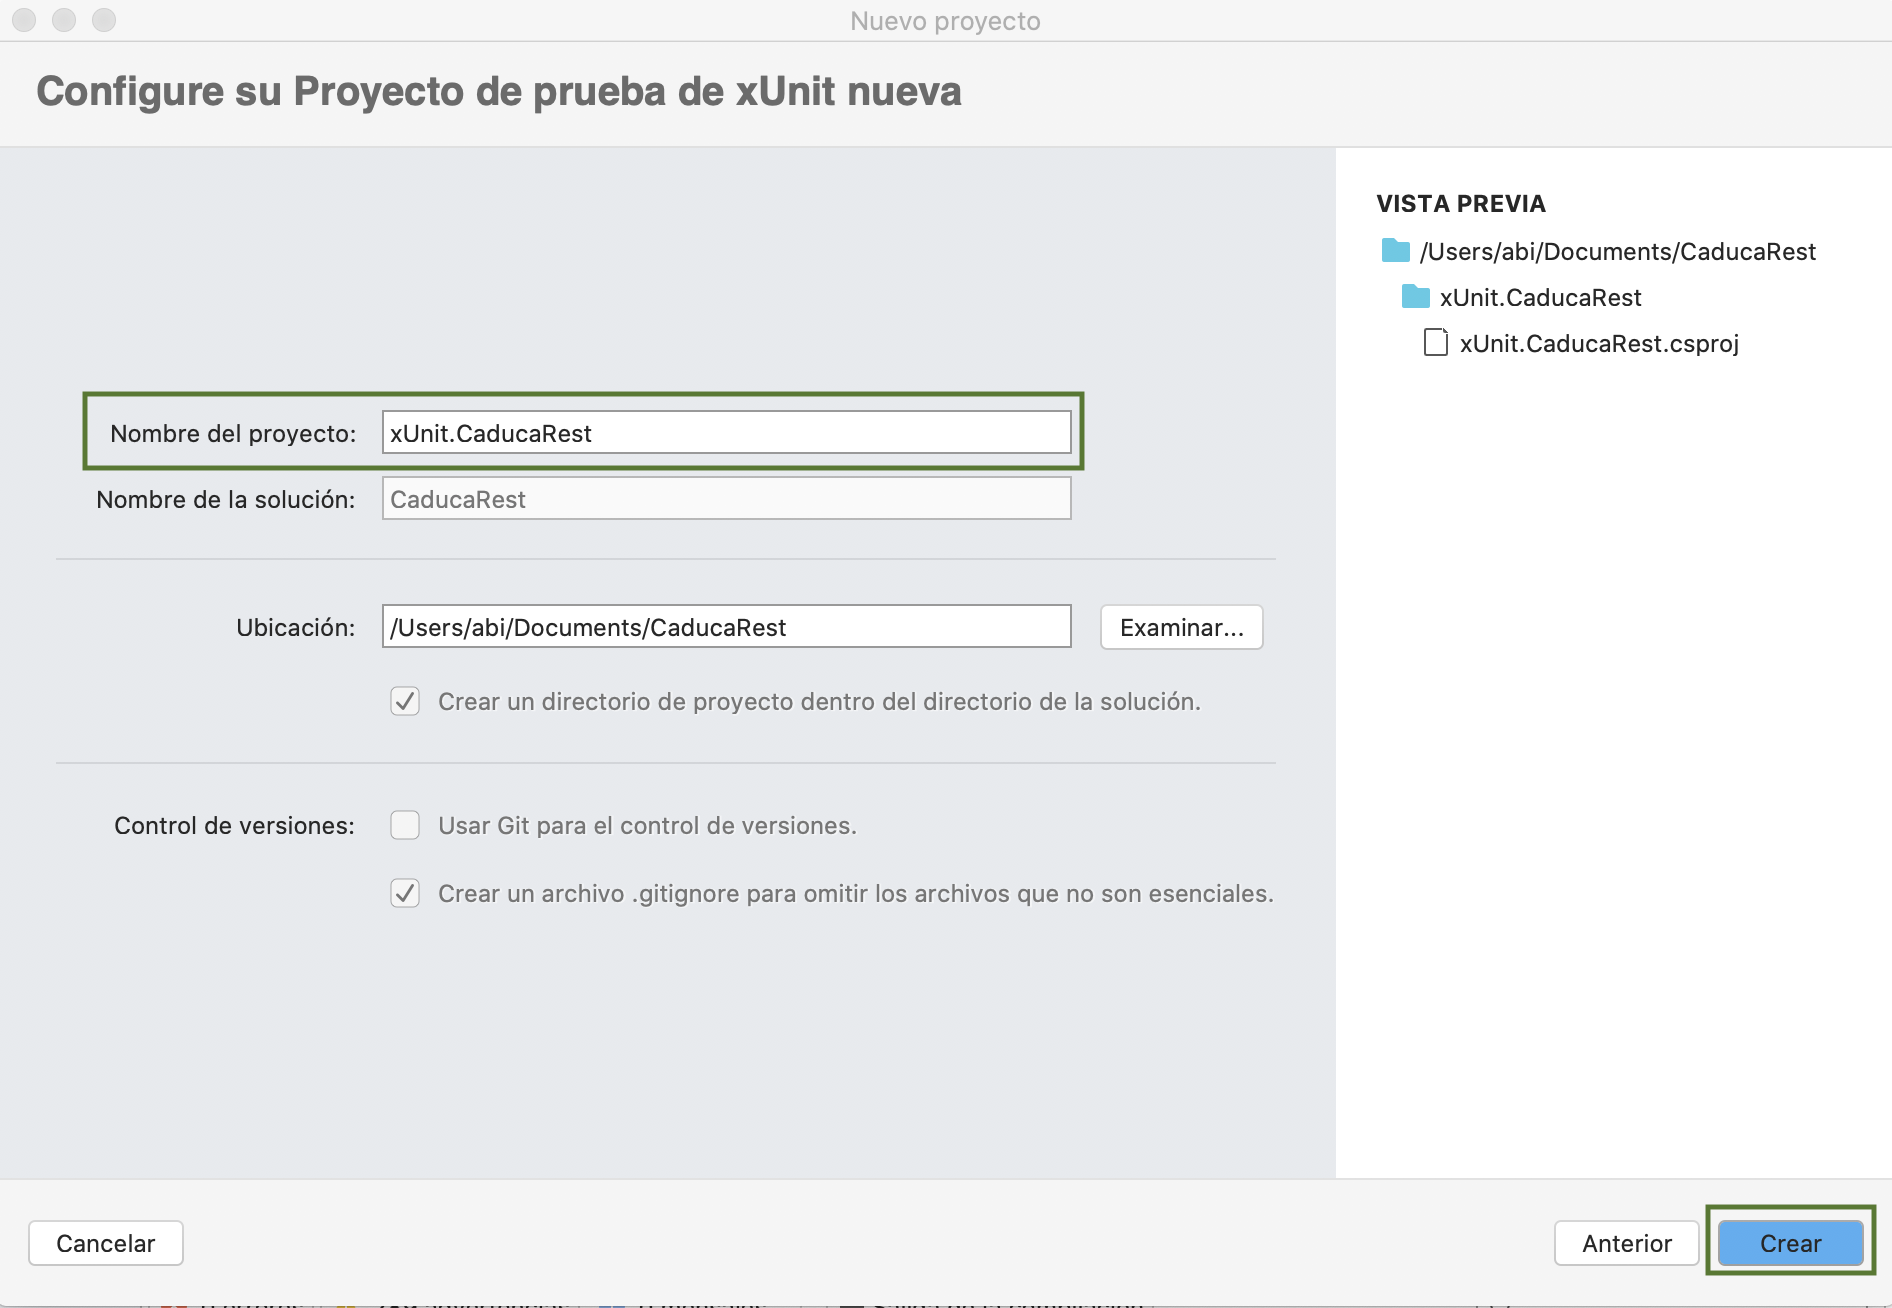 Nuevo proyecto
Configure su Proyecto de prueba de xUnit nueva
Nombre del proyecto: xUnit.CaducaRest
Nombre de la solución: CaducaRest
Ubicación: /Users/abi/Documents/CaducaRest Examinar...
Crear un directorio de proyecto dentro del directorio de la solución.
Control de versiones: Usar Git para el control de versiones.
Crear un archivo .gitignore para omitir los archivos que no son esenciales.
VISTA PREVIA
/Users/abi/Documents/CaducaRest
xUnit.CaducaRest
xUnit.CaducaRest.csproj
Cancelar Anterior Crear